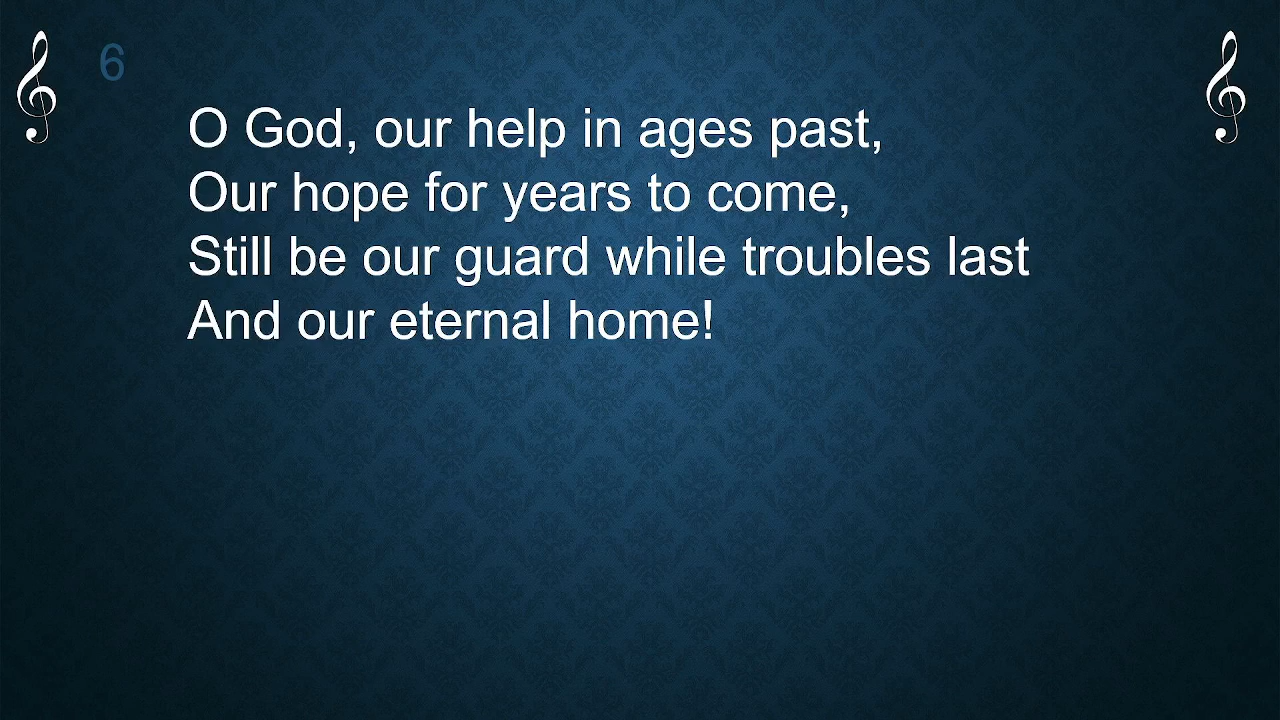 6
O God, our help in ages past,
Our hope for years to come,
Still be our guard while troubles last
And our eternal home!